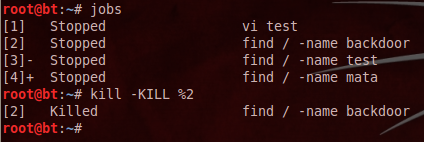 root@bt:~# jobs
[1]   Stopped                 vi test
[2]   Stopped                 find / -name backdoor
[3]-  Stopped                 find / -name test
[4]+  Stopped                 find / -name mata
root@bt:~# kill -KILL %2
[2]   Killed                  find / -name backdoor
root@bt:~#